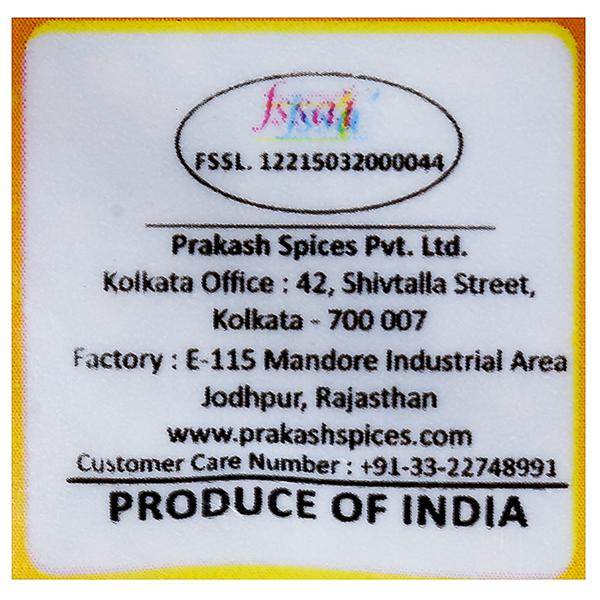 fssai
FSSL. 12215032000044
Prakash Spices Pvt. Ltd.
Kolkata Office : 42, Shivtalla Street,
Kolkata - 700 007
Factory : E-115 Mandore Industrial Area
Jodhpur, Rajasthan
www.prakashspices.com
Customer Care Number : +91-33-22748991
PRODUCE OF INDIA